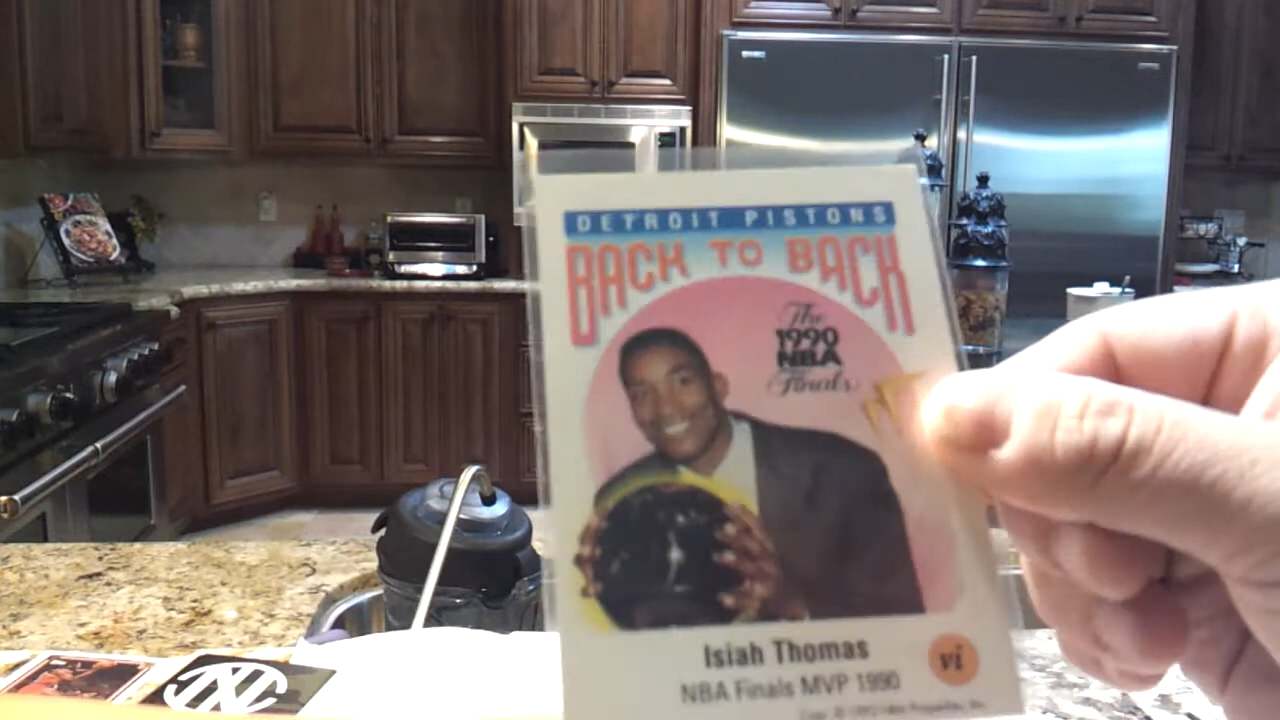 DETROIT PISTONS
BACK TO BACK
The
1990
NBA
Finals
Isiah Thomas
vi
NBA Finals MVP 1990